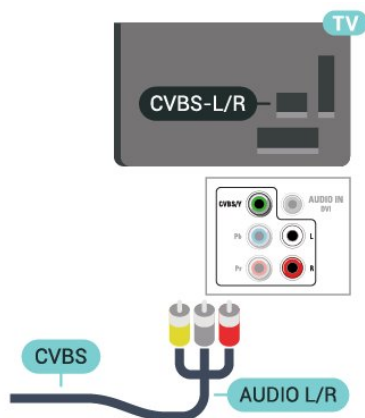 TV
CVBS-L/R
CVBS/Y
AUDIO IN
DVI
Pb
L
Pr
R
CVBS
AUDIO L/R